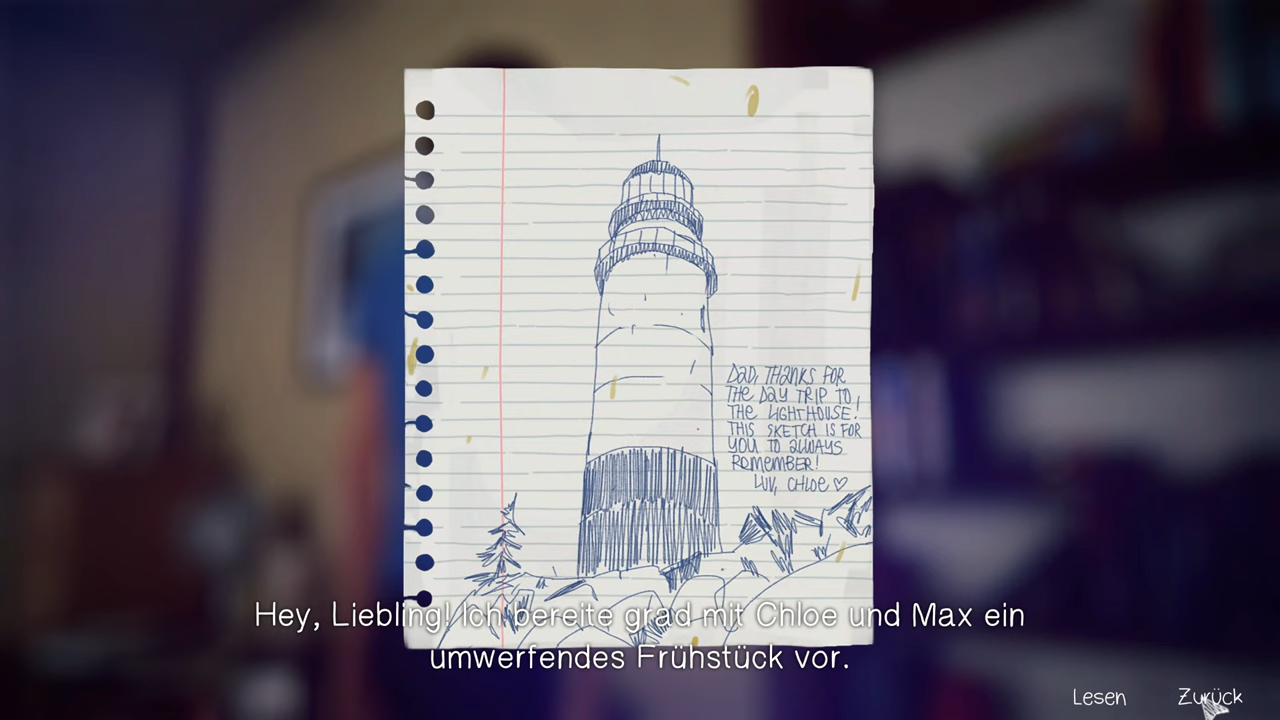 DAD, THANKS FOR
THE DAY TRIP TO
THE LIGHTHOUSE!
THIS SKETCH IS FOR
YOU TO ALWAYS
REMEMBER!
LUV, CHLOE♡
Hey, Liebling! Ich bereite grad mit Chloe und Max ein
umwerfendes Frühstück vor.
Lesen Zurück